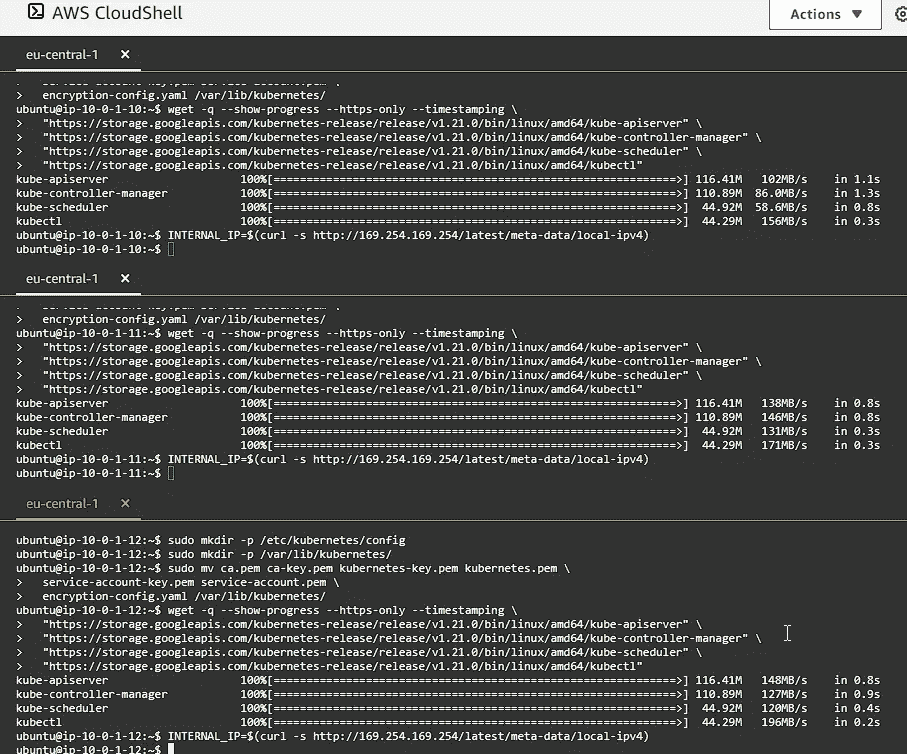 AWS CloudShell
Actions ▼
eu-central-1 ×
> encryption-config.yaml /var/lib/kubernetes/
ubuntu@ip-10-0-1-10:~$ wget -q --show-progress --https-only --timestamping \
>   "https://storage.googleapis.com/kubernetes-release/release/v1.21.0/bin/linux/amd64/kube-apiserver" \
>   "https://storage.googleapis.com/kubernetes-release/release/v1.21.0/bin/linux/amd64/kube-controller-manager" \
>   "https://storage.googleapis.com/kubernetes-release/release/v1.21.0/bin/linux/amd64/kube-scheduler" \
>   "https://storage.googleapis.com/kubernetes-release/release/v1.21.0/bin/linux/amd64/kubectl"
kube-apiserver 100%[=====================================================>] 116.41M 102MB/s in 1.1s
kube-controller-manager 100%[=====================================================>] 110.89M 86.0MB/s in 1.3s
kube-scheduler 100%[=====================================================>] 44.92M 58.6MB/s in 0.8s
kubectl 100%[=====================================================>] 44.29M 156MB/s in 0.3s
ubuntu@ip-10-0-1-10:~$ INTERNAL_IP=$(curl -s http://169.254.169.254/latest/meta-data/local-ipv4)
ubuntu@ip-10-0-1-10:~$
eu-central-1 ×
> encryption-config.yaml /var/lib/kubernetes/
ubuntu@ip-10-0-1-11:~$ wget -q --show-progress --https-only --timestamping \
>   "https://storage.googleapis.com/kubernetes-release/release/v1.21.0/bin/linux/amd64/kube-apiserver" \
>   "https://storage.googleapis.com/kubernetes-release/release/v1.21.0/bin/linux/amd64/kube-controller-manager" \
>   "https://storage.googleapis.com/kubernetes-release/release/v1.21.0/bin/linux/amd64/kube-scheduler" \
>   "https://storage.googleapis.com/kubernetes-release/release/v1.21.0/bin/linux/amd64/kubectl"
kube-apiserver 100%[=====================================================>] 116.41M 138MB/s in 0.8s
kube-controller-manager 100%[=====================================================>] 110.89M 146MB/s in 0.8s
kube-scheduler 100%[=====================================================>] 44.92M 131MB/s in 0.3s
kubectl 100%[=====================================================>] 44.29M 171MB/s in 0.3s
ubuntu@ip-10-0-1-11:~$ INTERNAL_IP=$(curl -s http://169.254.169.254/latest/meta-data/local-ipv4)
ubuntu@ip-10-0-1-11:~$
eu-central-1 ×
ubuntu@ip-10-0-1-12:~$ sudo mkdir -p /etc/kubernetes/config
ubuntu@ip-10-0-1-12:~$ sudo mkdir -p /var/lib/kubernetes/
ubuntu@ip-10-0-1-12:~$ sudo mv ca.pem ca-key.pem kubernetes-key.pem kubernetes.pem \
>   service-account-key.pem service-account.pem \
>   encryption-config.yaml /var/lib/kubernetes/
ubuntu@ip-10-0-1-12:~$ wget -q --show-progress --https-only --timestamping \
>   "https://storage.googleapis.com/kubernetes-release/release/v1.21.0/bin/linux/amd64/kube-apiserver" \
>   "https://storage.googleapis.com/kubernetes-release/release/v1.21.0/bin/linux/amd64/kube-controller-manager" \
>   "https://storage.googleapis.com/kubernetes-release/release/v1.21.0/bin/linux/amd64/kube-scheduler" \
>   "https://storage.googleapis.com/kubernetes-release/release/v1.21.0/bin/linux/amd64/kubectl"
kube-apiserver 100%[=====================================================>] 116.41M 148MB/s in 0.8s
kube-controller-manager 100%[=====================================================>] 110.89M 127MB/s in 0.9s
kube-scheduler 100%[=====================================================>] 44.92M 120MB/s in 0.4s
kubectl 100%[=====================================================>] 44.29M 196MB/s in 0.2s
ubuntu@ip-10-0-1-12:~$ INTERNAL_IP=$(curl -s http://169.254.169.254/latest/meta-data/local-ipv4)
ubuntu@ip-10-0-1-12:~$